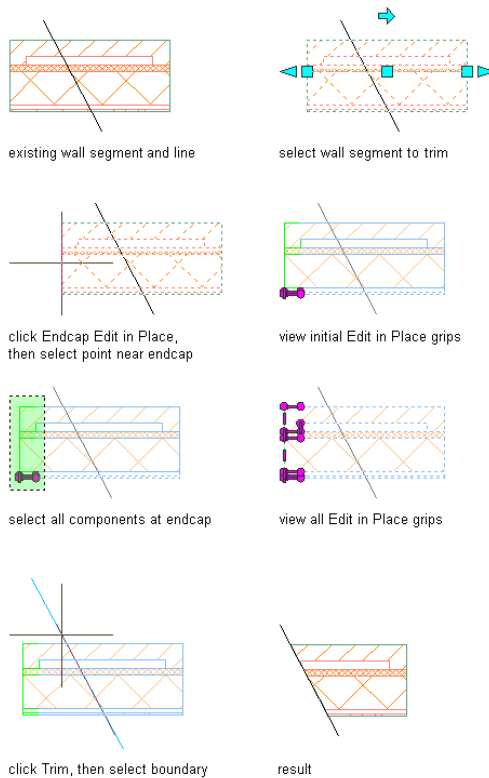 existing wall segment and line
select wall segment to trim
click Endcap Edit in Place,
then select point near endcap
view initial Edit in Place grips
select all components at endcap
view all Edit in Place grips
click Trim, then select boundary
result